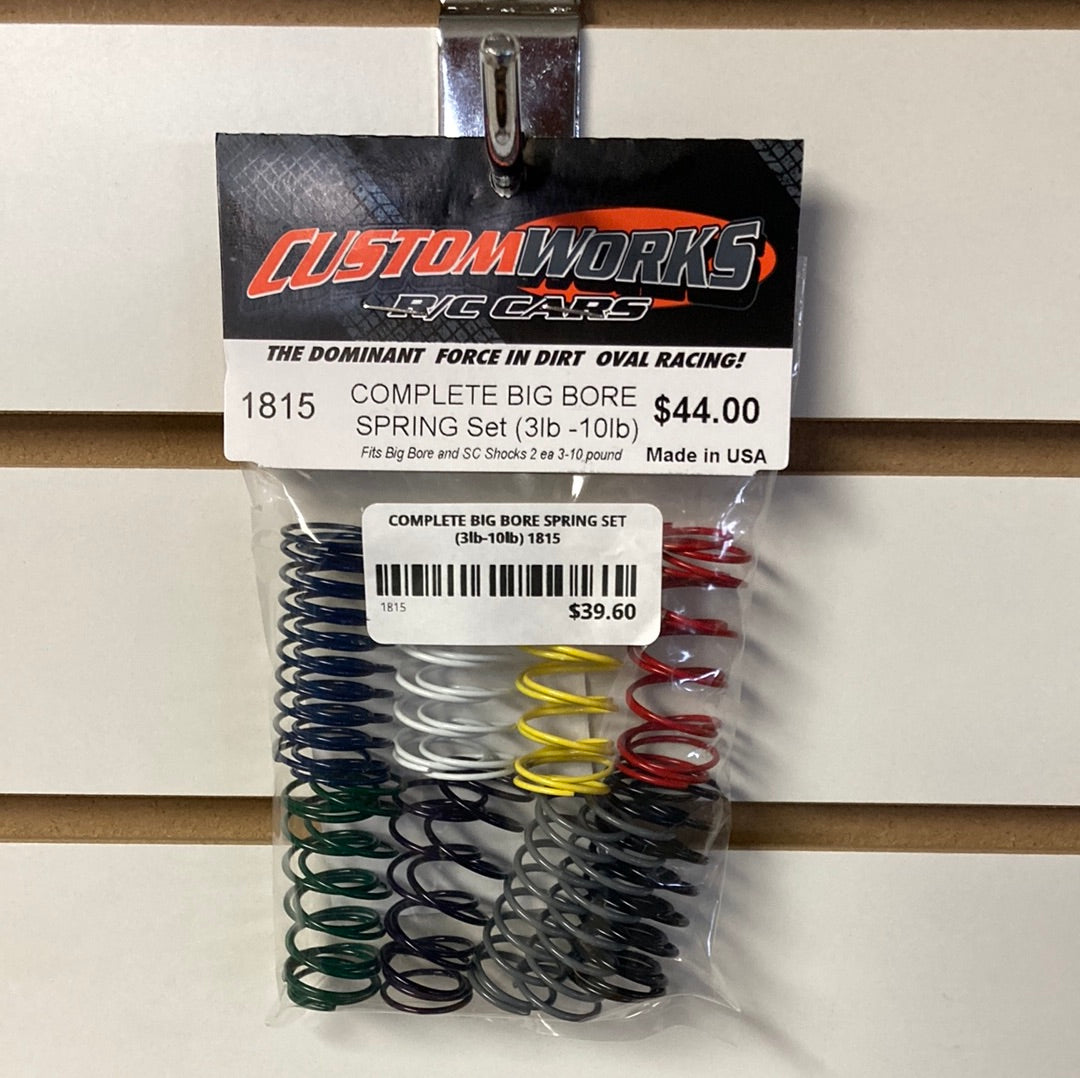 CUSTOMWORKS
R/C CARS
THE DOMINANT FORCE IN DIRT OVAL RACING!
1815 COMPLETE BIG BORE SPRING Set (3lb -10lb) $44.00
Fits Big Bore and SC Shocks 2 ea 3-10 pound Made in USA
COMPLETE BIG BORE SPRING SET
(3lb-10lb) 1815
1815 $39.60